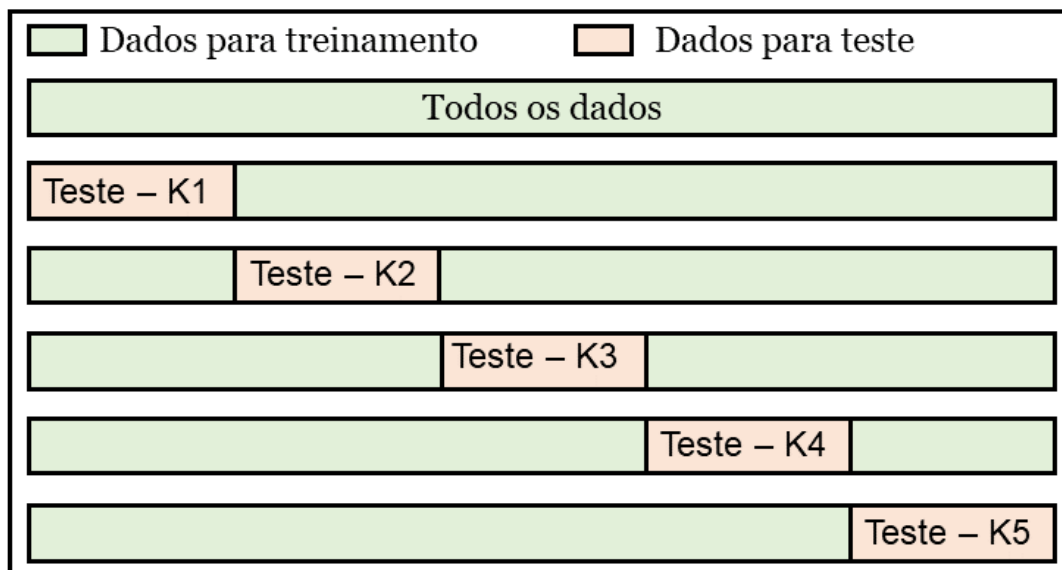 Dados para treinamento Dados para teste
Todos os dados
Teste – K1
Teste – K2
Teste – K3
Teste – K4
Teste – K5